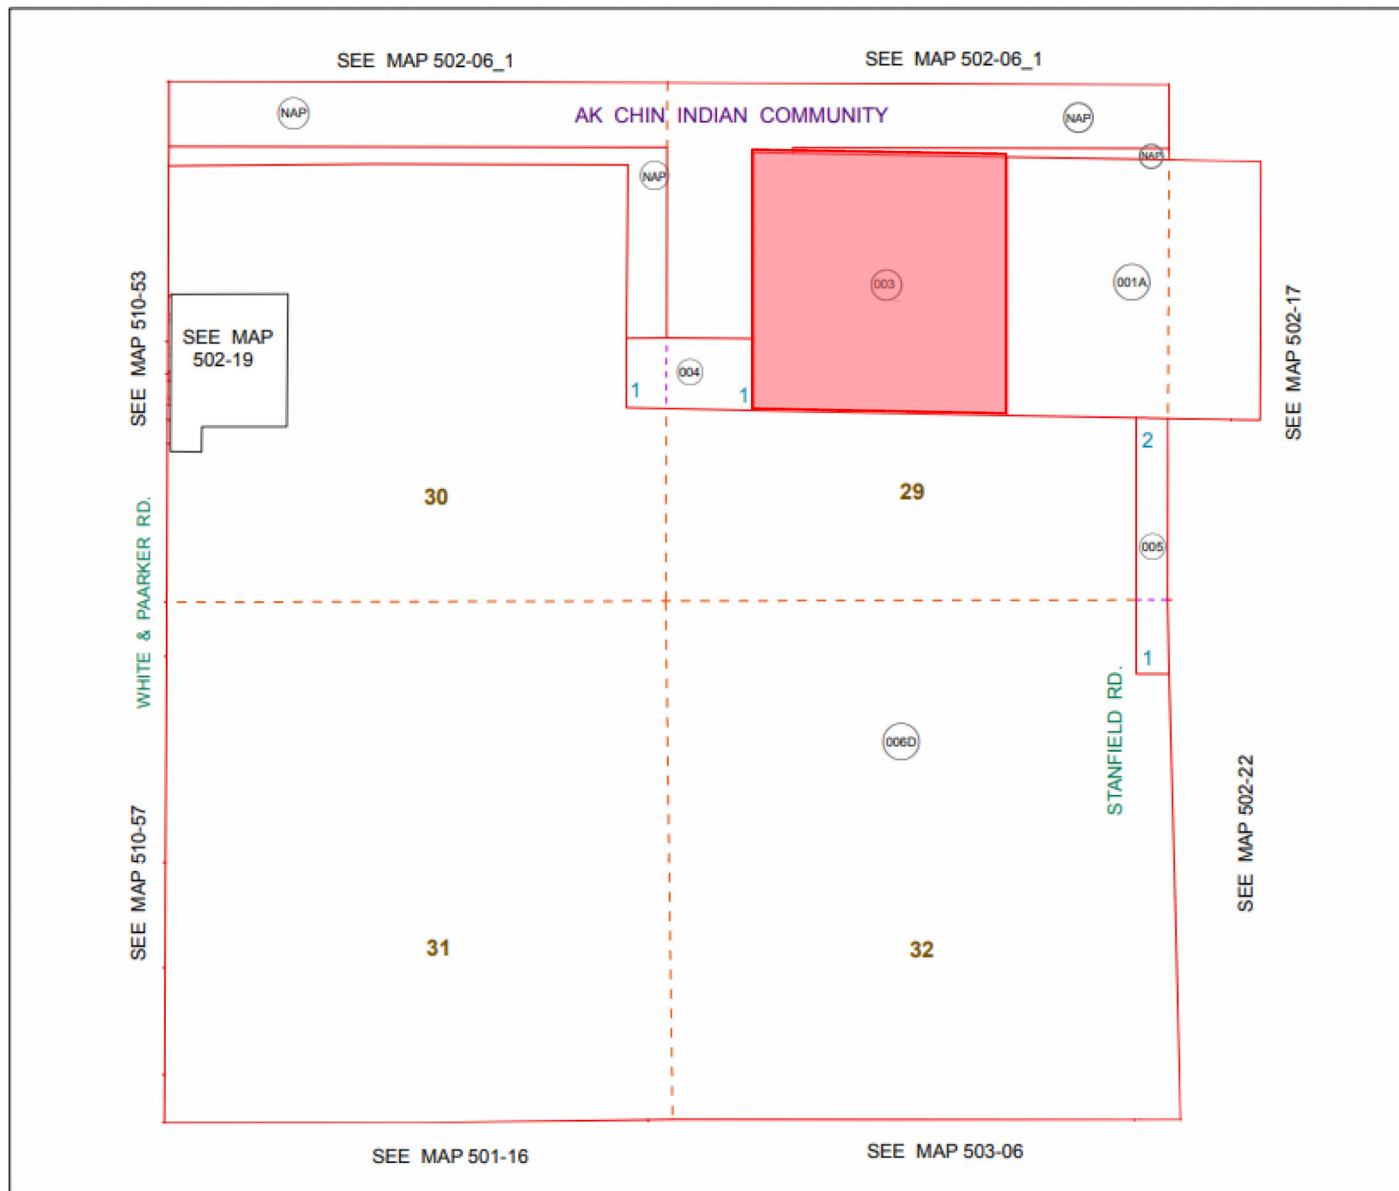 SEE MAP 502-06_1
SEE MAP 502-06_1
NAP
AK CHIN INDIAN COMMUNITY
NAP
NAP
NAP
SEE MAP 510-53
SEE MAP
502-19
003
001A
SEE MAP 502-17
004
1
1
2
30
29
WHITE & PAARKER RD.
005
1
STANFIELD RD.
006D
SEE MAP 510-57
SEE MAP 502-22
31
32
SEE MAP 501-16
SEE MAP 503-06